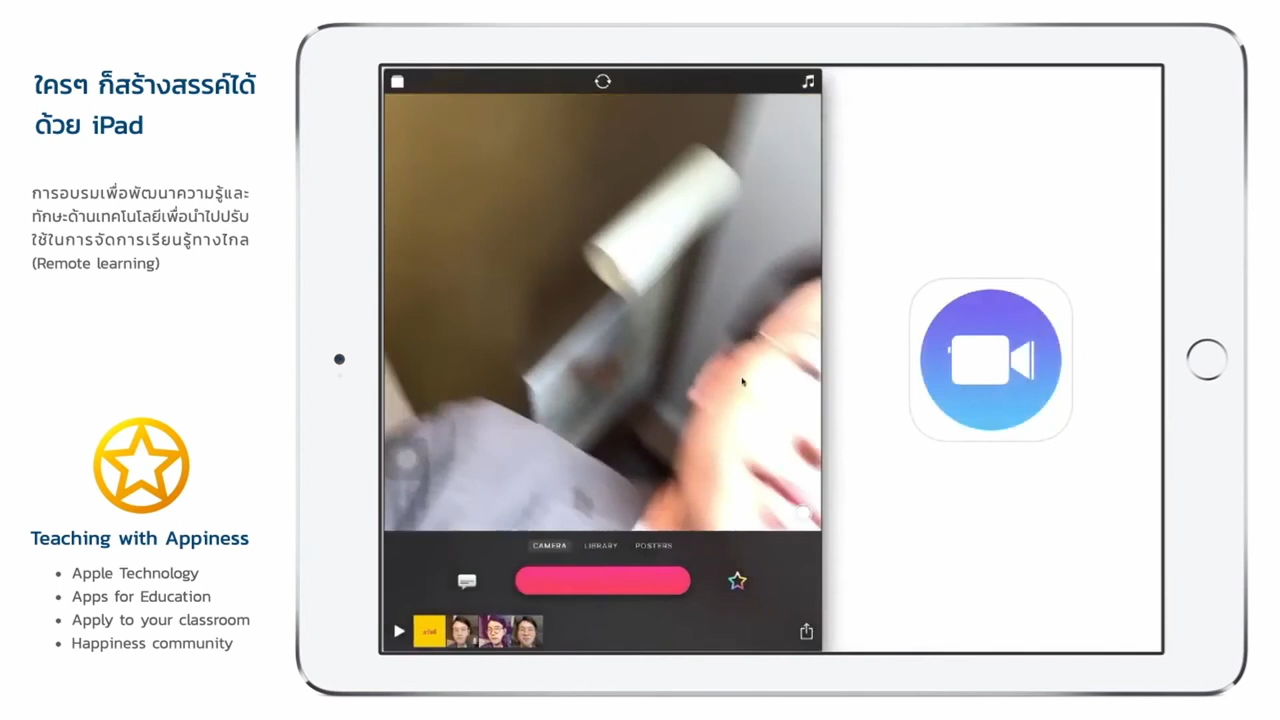 ใครๆ ก็สร้างสรรค์ได้
ด้วย iPad
การอบรมเพื่อพัฒนาความรู้และ
ทักษะด้านเทคโนโลยีเพื่อนำไปปรับ
ใช้ในการจัดการเรียนรู้ทางไกล
(Remote learning)
Teaching with Appiness
• Apple Technology
• Apps for Education
• Apply to your classroom
• Happiness community
CAMERA LIBRARY POSTERS